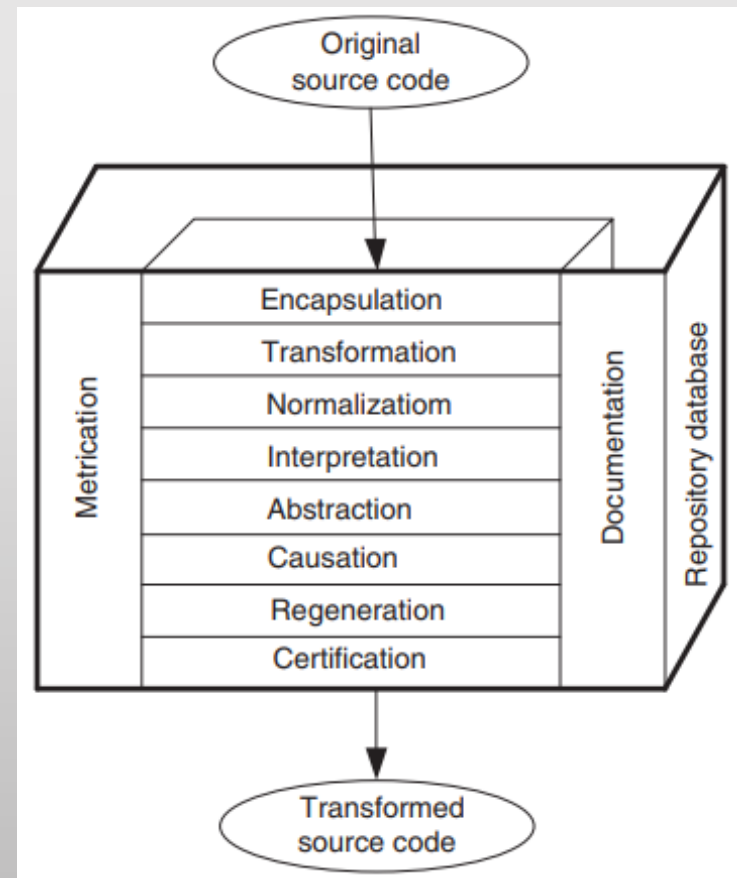 Original
source code
Metrication
Encapsulation
Transformation
Normalizatiom
Interpretation
Abstraction
Causation
Regeneration
Certification
Documentation
Repository database
Transformed
source code